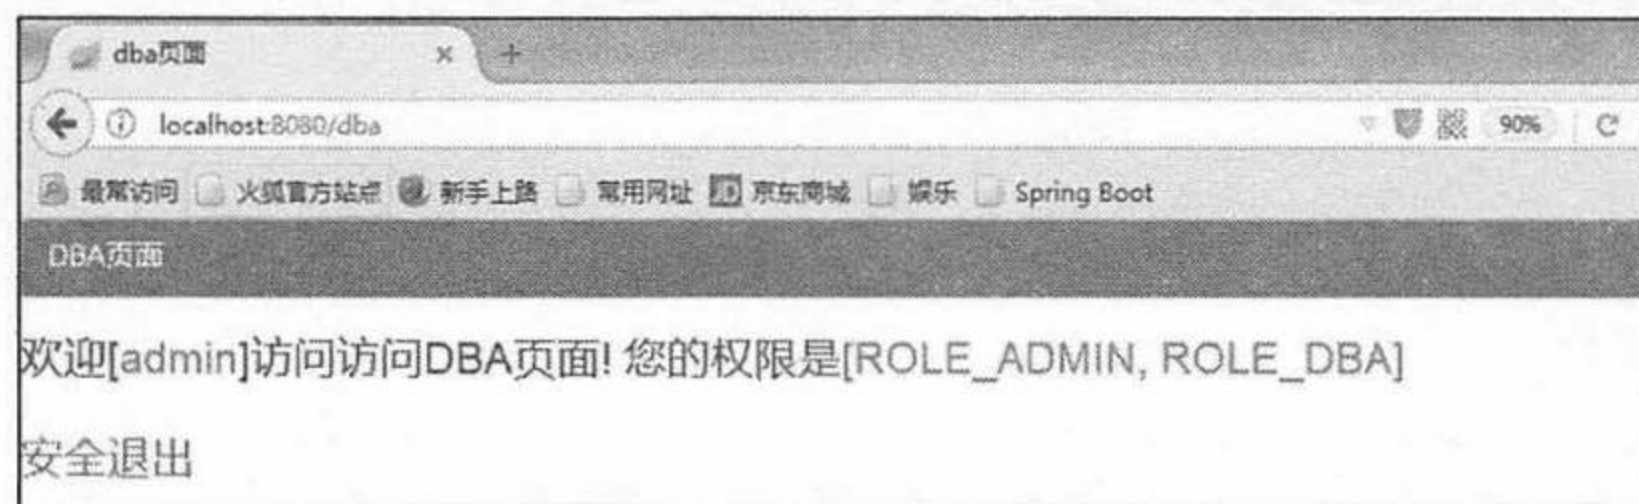 dba页面
localhost:8080/dba
90%
最常访问 火狐官方站点 新手上路 常用网址 JD 京东商城 娱乐 Spring Boot
DBA页面
欢迎[admin]访问访问DBA页面! 您的权限是[ROLE_ADMIN, ROLE_DBA]
安全退出